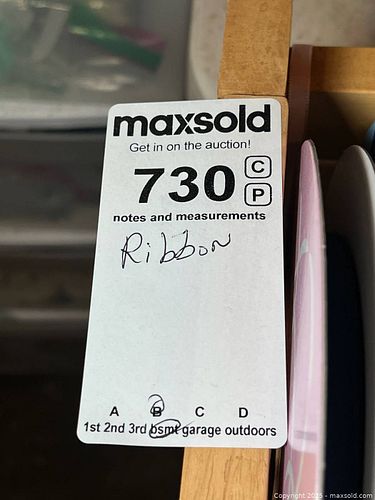 maxsold
Get in on the auction!
730 C
P
notes and measurements
Ribbon
A B C D
1st 2nd 3rd bsmt garage outdoors
Copyright 2025 - maxsold.com